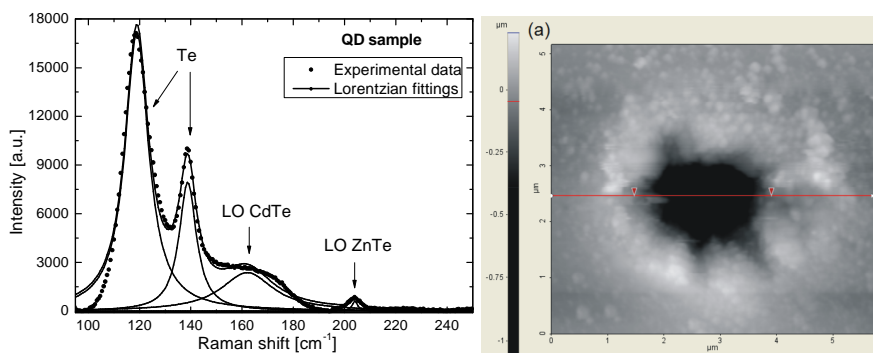 QD sample
Experimental data
Lorentzian fittings
Te
LO CdTe
LO ZnTe
18000
15000
12000
9000
6000
3000
0
Intensity [a.u.]
100 120 140 160 180 200 220 240
Raman shift [cm⁻¹]
(a)
µm
0
-0.25
-0.5
-0.75
-1
5
4
3
2
1
0
µm
0 1 2 3 4 5
µm